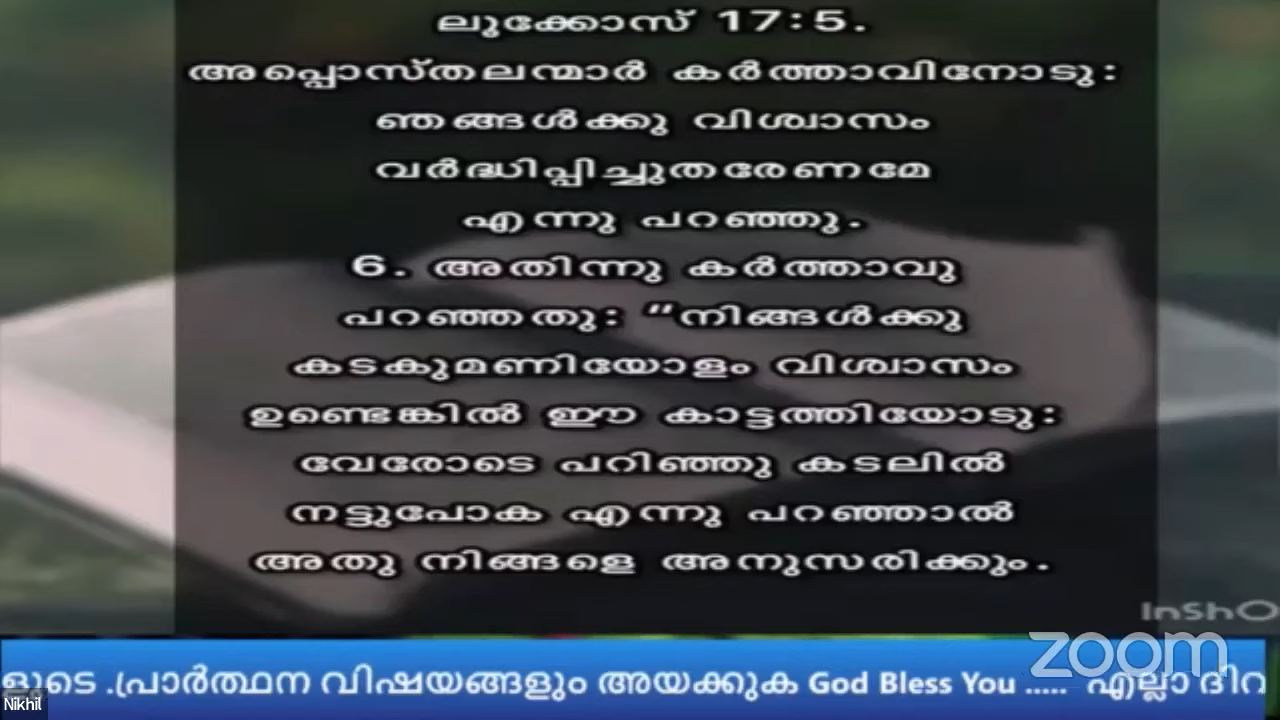 ലൂക്കോസ് 17:5.
അപ്പൊസ്തലന്മാർ കർത്താവിനോടു:
ഞങ്ങൾക്കു വിശ്വാസം
വർദ്ധിപ്പിച്ചുതരേണമേ
എന്നു പറഞ്ഞു.
6. അതിന്നു കർത്താവു
പറഞ്ഞതു: “നിങ്ങൾക്കു
കടകുമണിയോളം വിശ്വാസം
ഉണ്ടെങ്കിൽ ഈ കാട്ടത്തിയോടു:
വേരോടെ പറിഞ്ഞു കടലിൽ
നട്ടുപോക എന്നു പറഞ്ഞാൽ
അതു നിങ്ങളെ അനുസരിക്കും.
InShO
zoom
ളുടെ .പ്രാർത്ഥന വിഷയങ്ങളും അയക്കുക God Bless You ..... എല്ലാ ദിവ
Nikhil